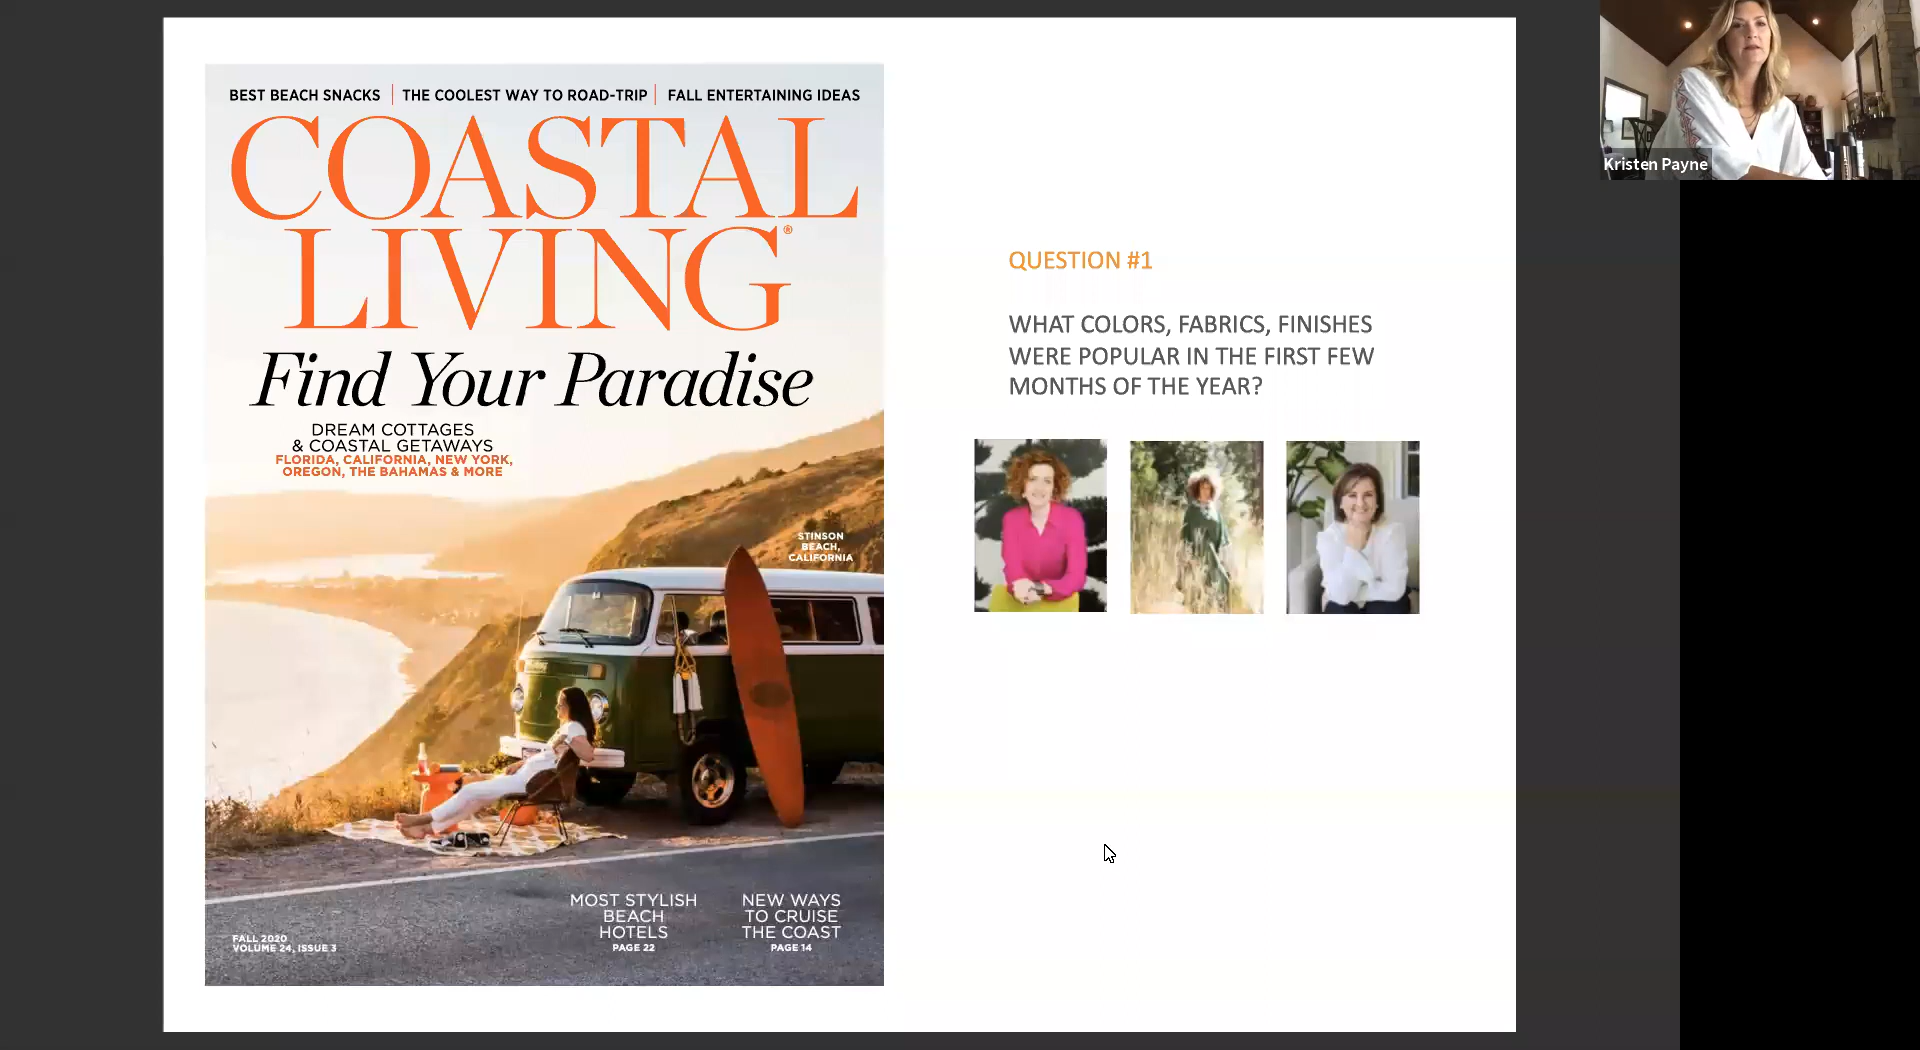 BEST BEACH SNACKS | THE COOLEST WAY TO ROAD-TRIP | FALL ENTERTAINING IDEAS
COASTAL
LIVING®
Find Your Paradise
DREAM COTTAGES
& COASTAL GETAWAYS
FLORIDA, CALIFORNIA, NEW YORK,
OREGON, THE BAHAMAS & MORE
STINSON
BEACH,
CALIFORNIA
MOST STYLISH
BEACH
HOTELS
PAGE 22
NEW WAYS
TO CRUISE
THE COAST
PAGE 14
FALL 2020
VOLUME 24, ISSUE 3
QUESTION #1
WHAT COLORS, FABRICS, FINISHES
WERE POPULAR IN THE FIRST FEW
MONTHS OF THE YEAR?
Kristen Payne